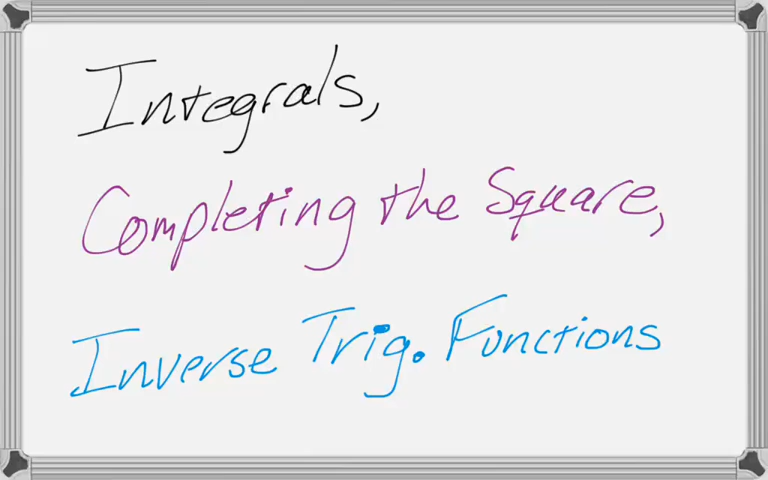 Integrals,
Completing the Square,
Inverse Trig. Functions